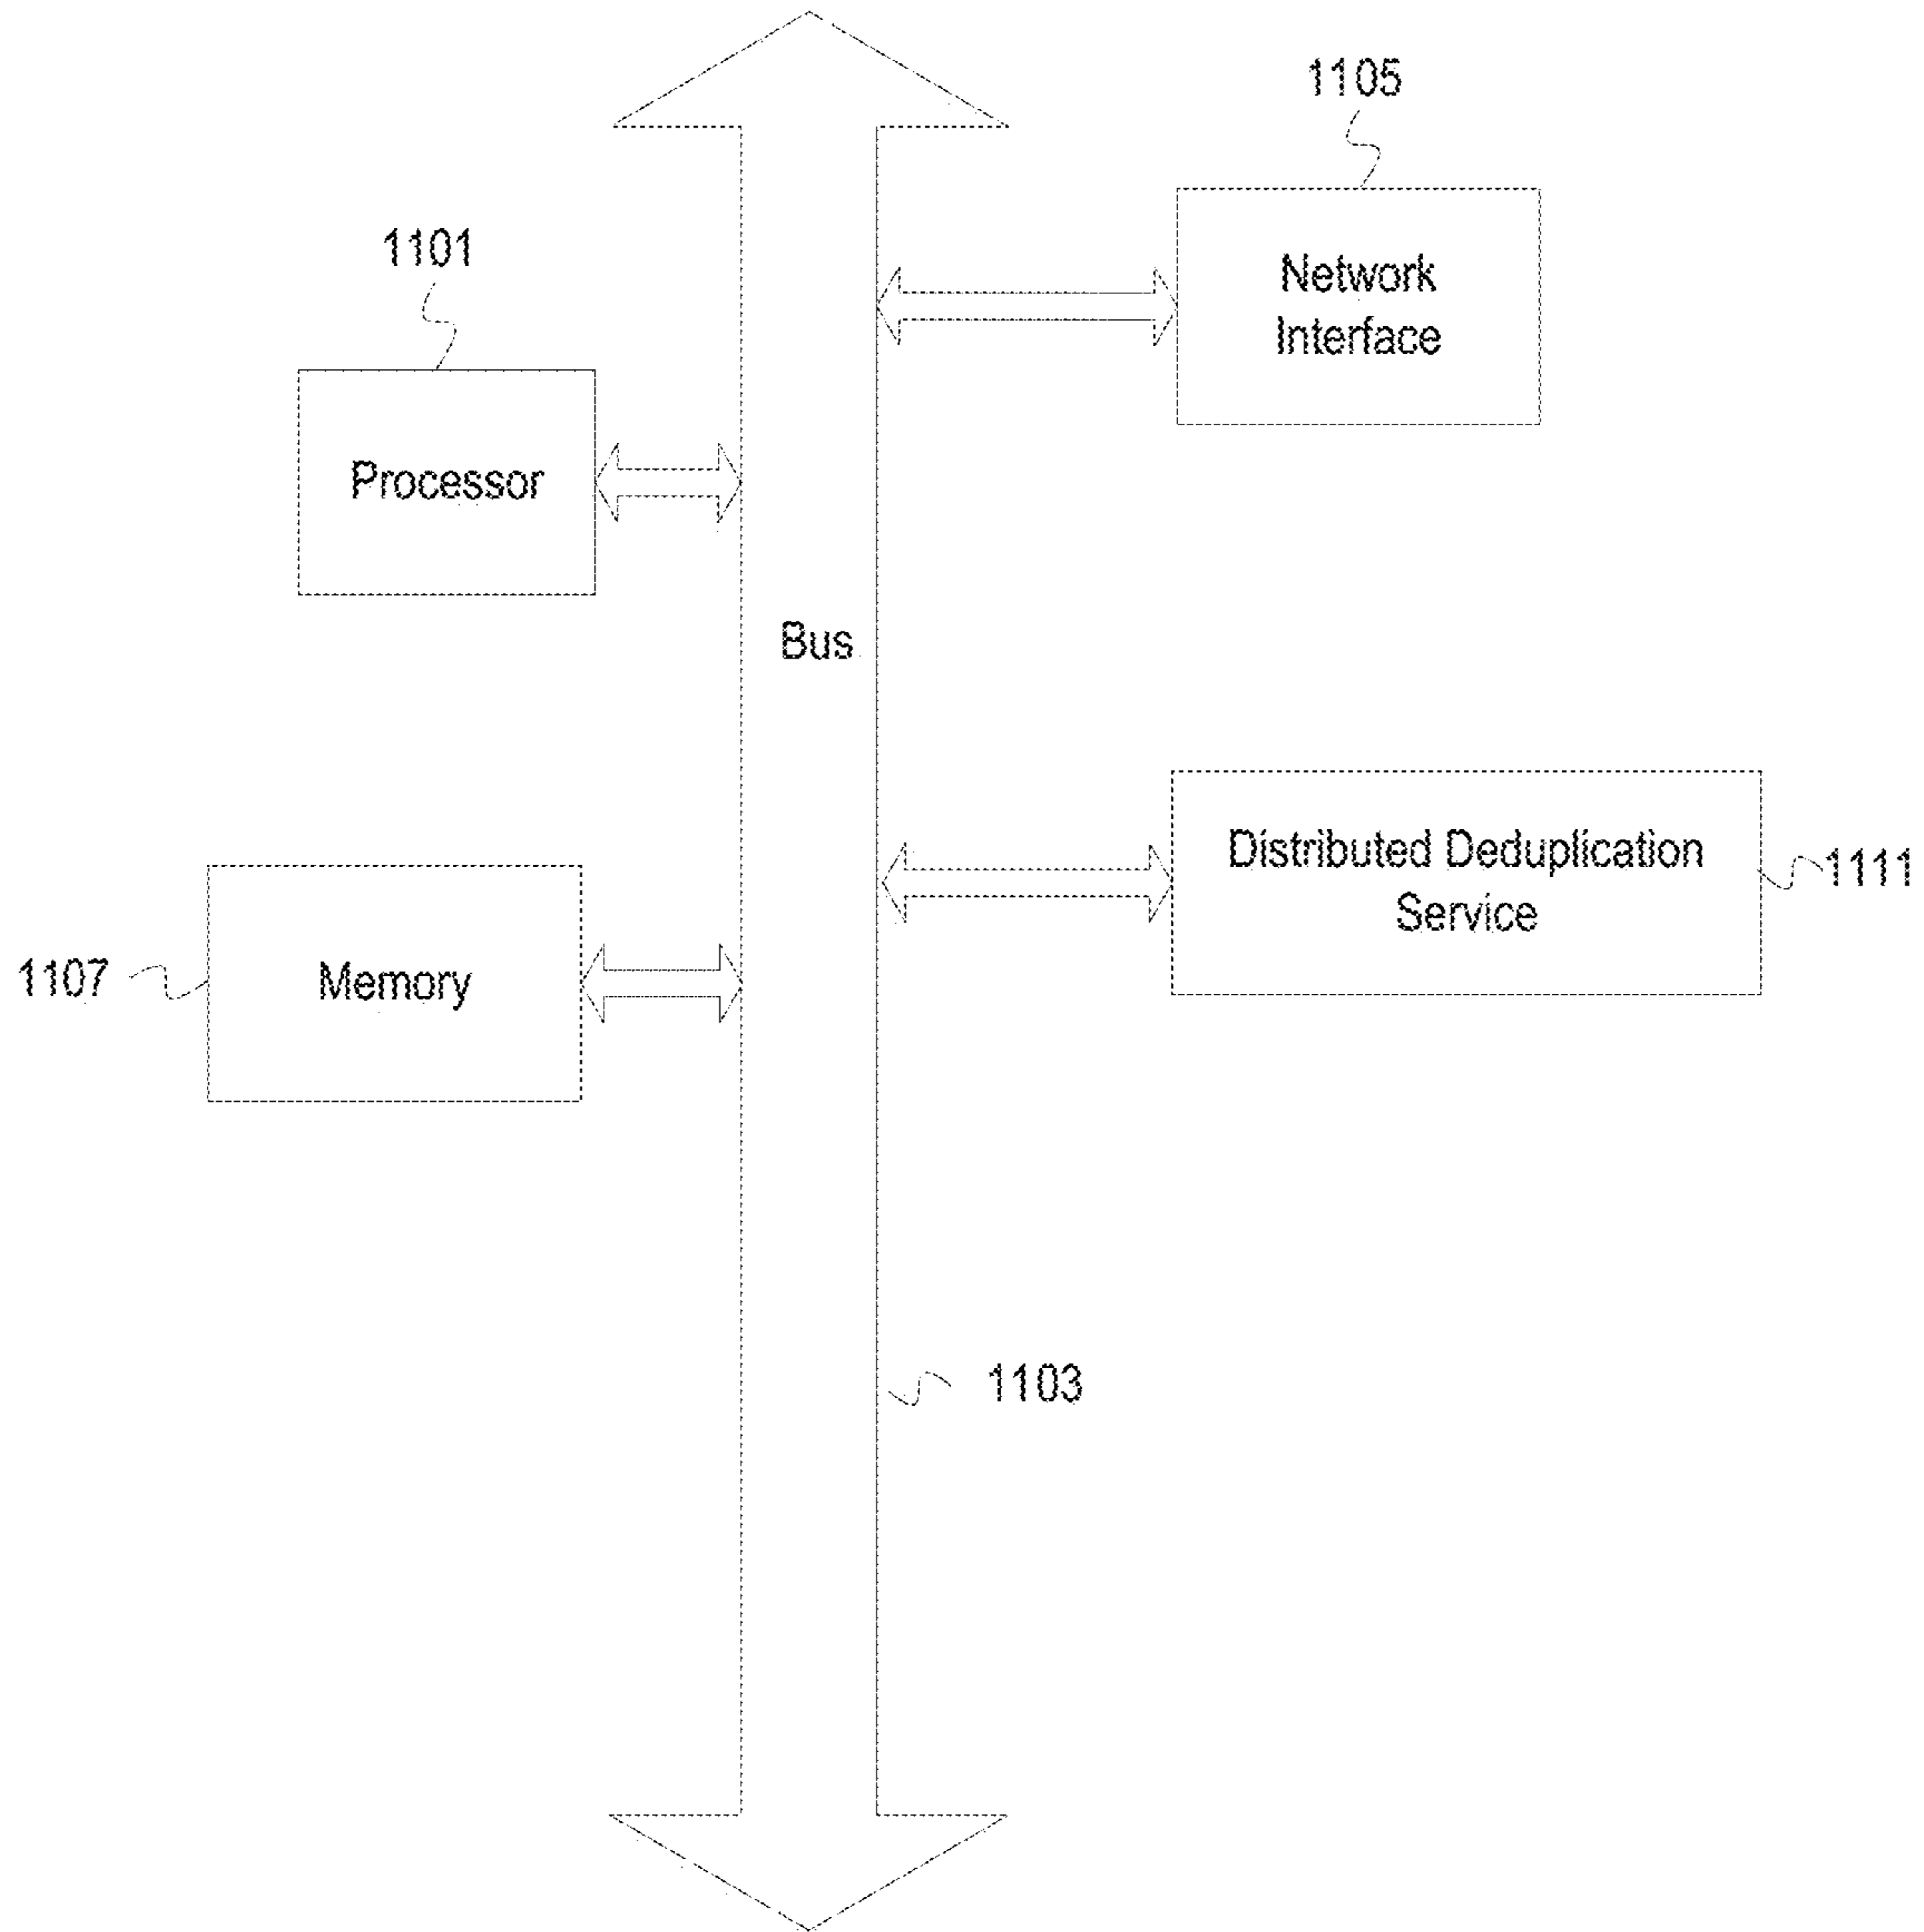 1105
1101
Network
Interface
Processor
Bus
Distributed Deduplication
Service
1111
1107
Memory
1103